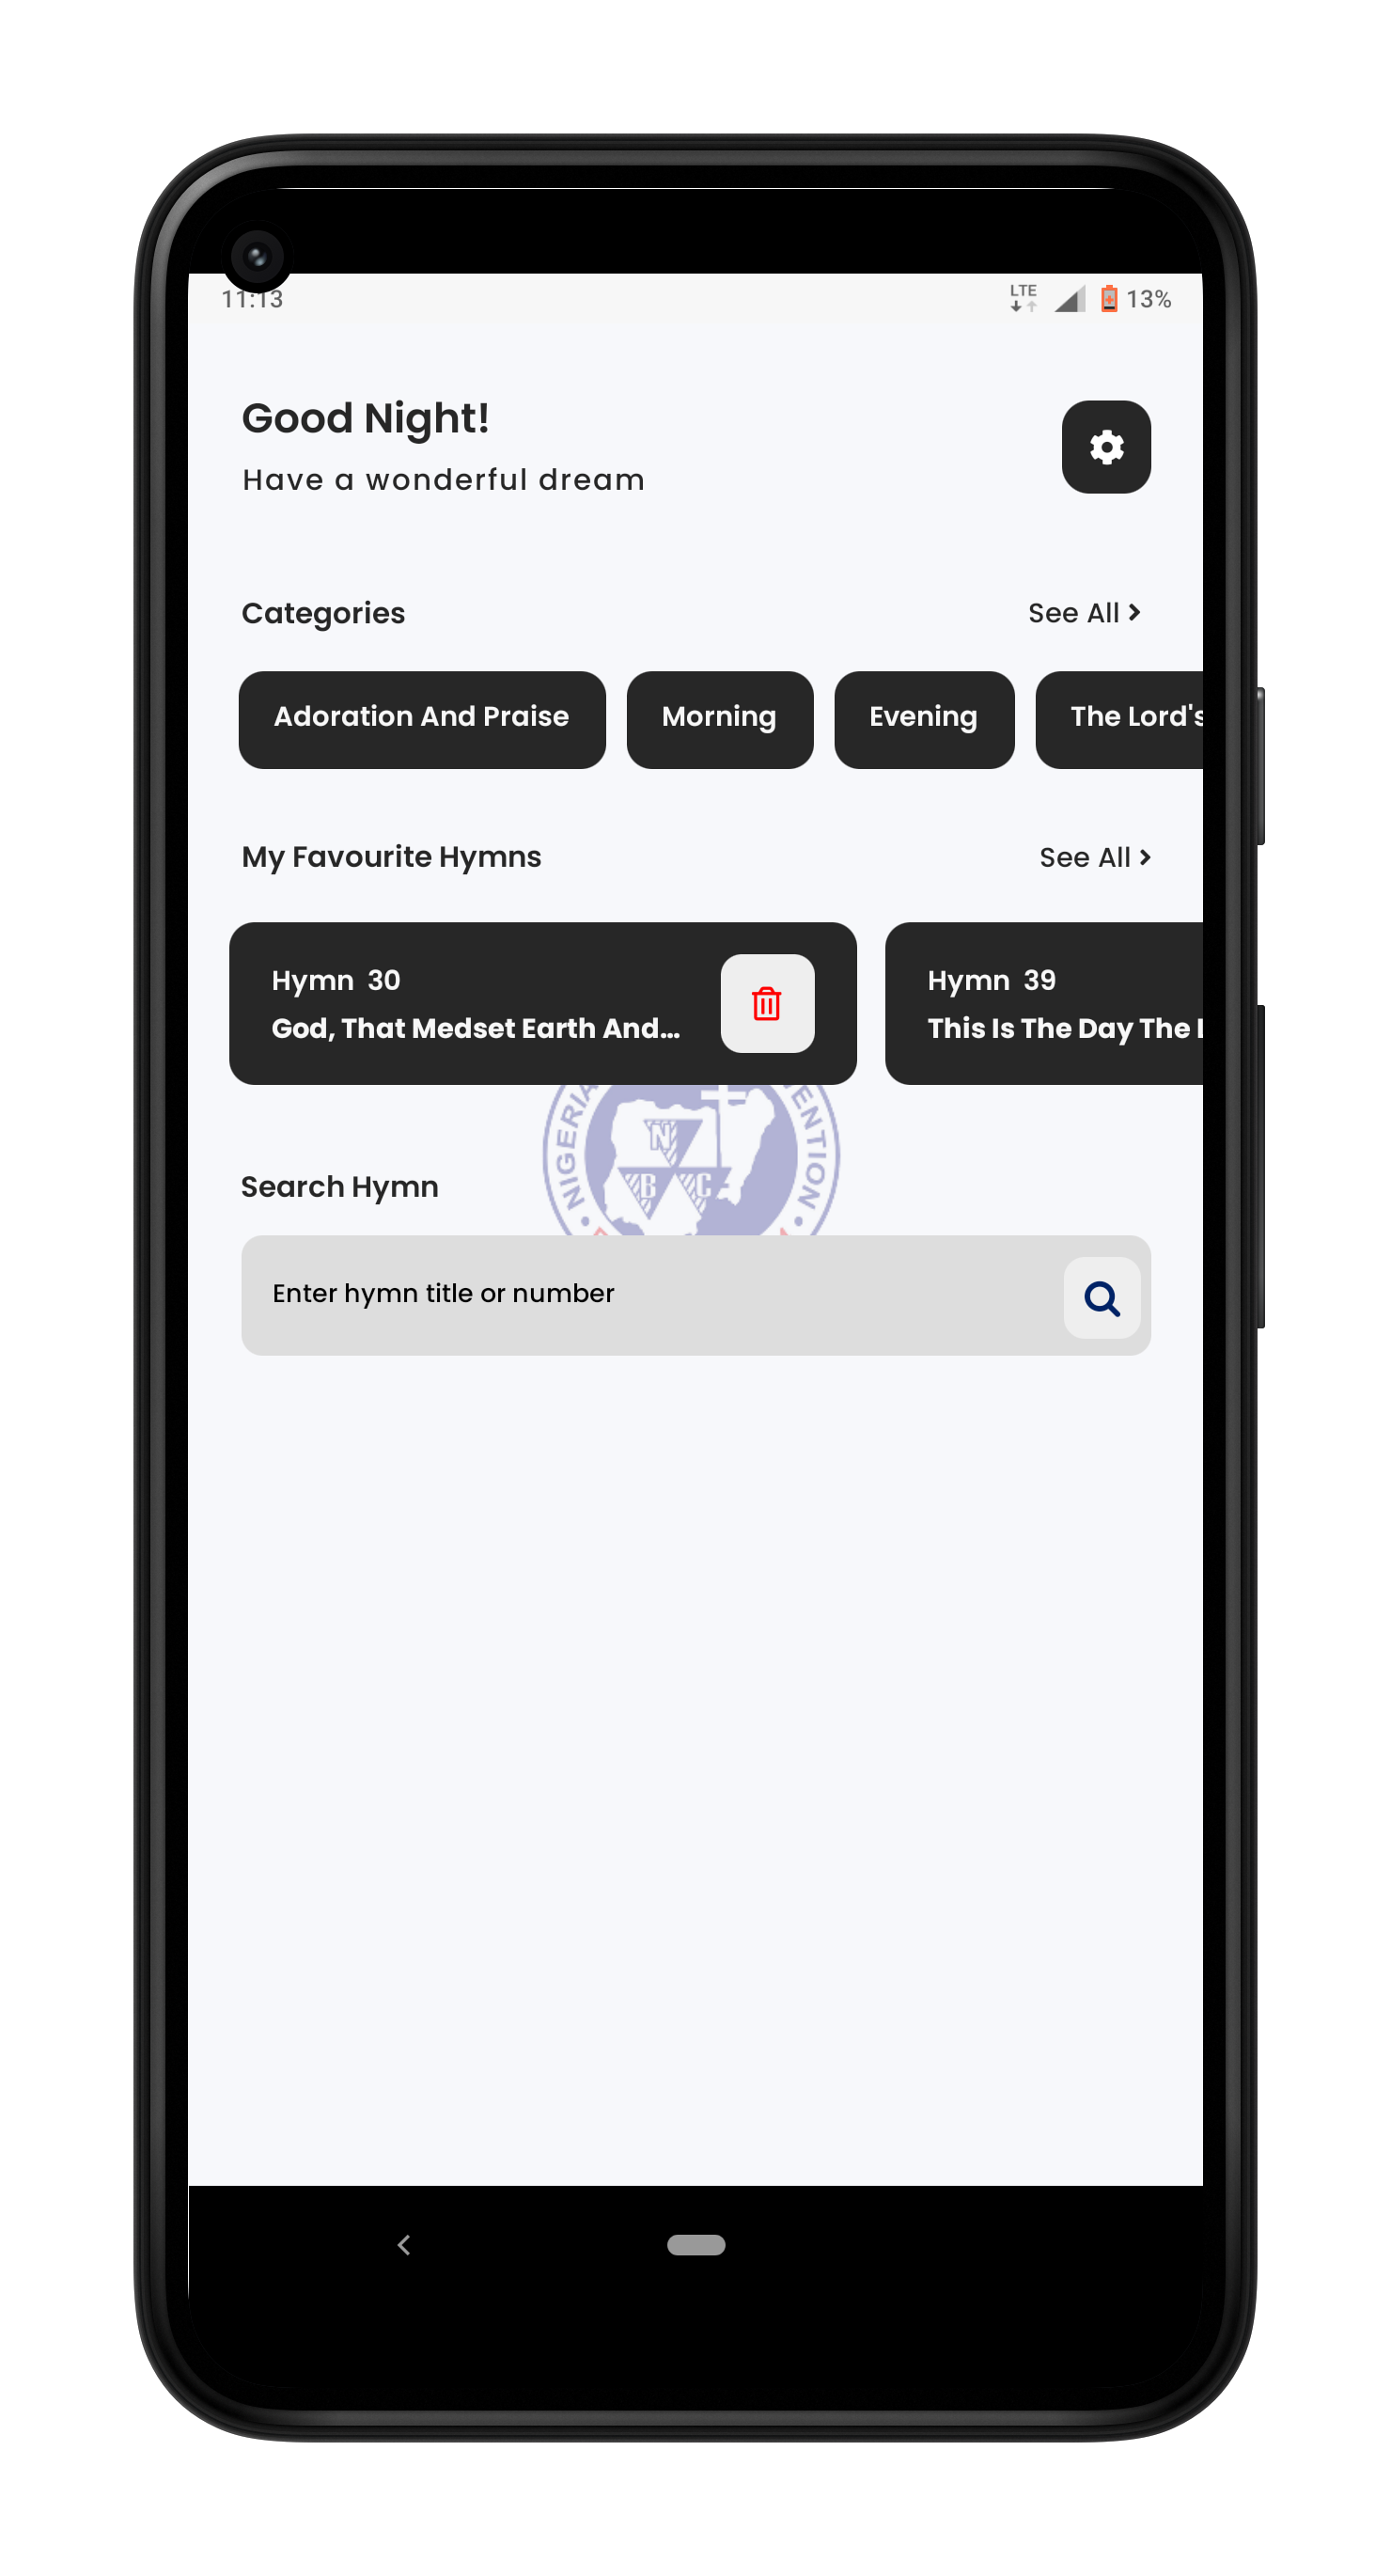 11:13
LTE
13%
Good Night!
Have a wonderful dream
Categories
See All
Adoration And Praise
Morning
Evening
The Lord's
My Favourite Hymns
See All
Hymn 30
God, That Medset Earth And...
Hymn 39
This Is The Day The
NIGERIA
ENTION
N
B C
Search Hymn
Enter hymn title or number